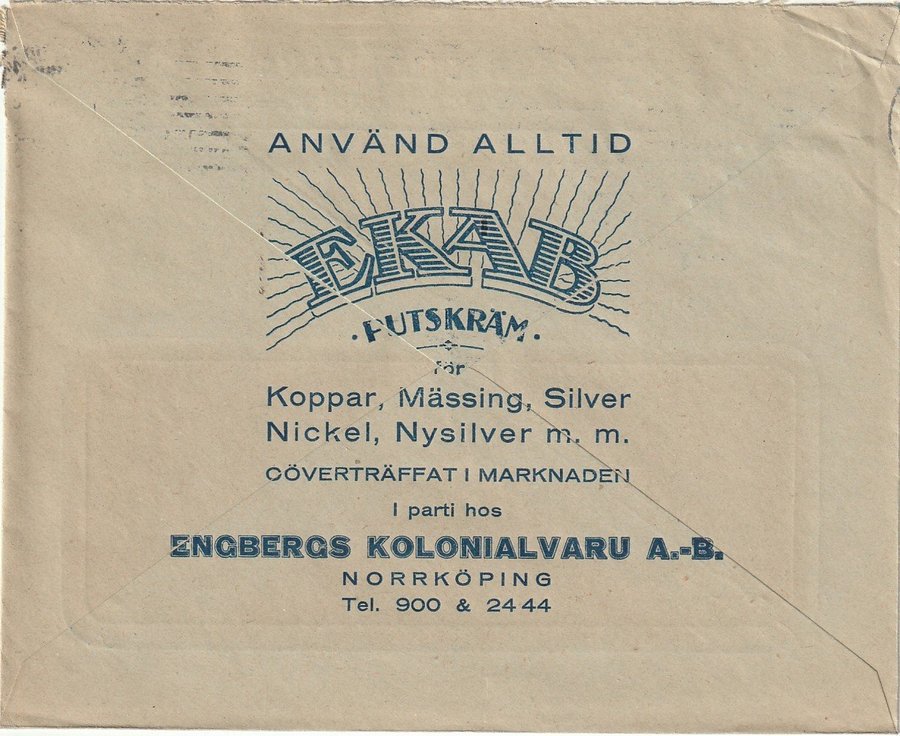 ANVÄND ALLTID
EKAB
·PUTSKRÄM·
för
Koppar, Mässing, Silver
Nickel, Nysilver m. m.
OÖVERTRÄFFAT I MARKNADEN
I parti hos
ENGBERGS KOLONIALVARU A.-B.
NORRKÖPING
Tel. 900 & 24 44